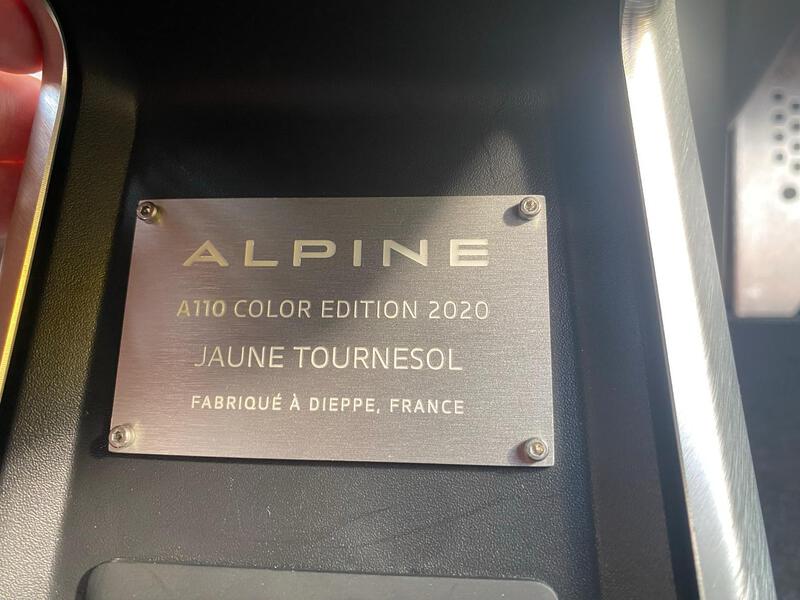 ALPINE
A110 COLOR EDITION 2020
JAUNE TOURNESOL
FABRIQUÉ À DIEPPE, FRANCE